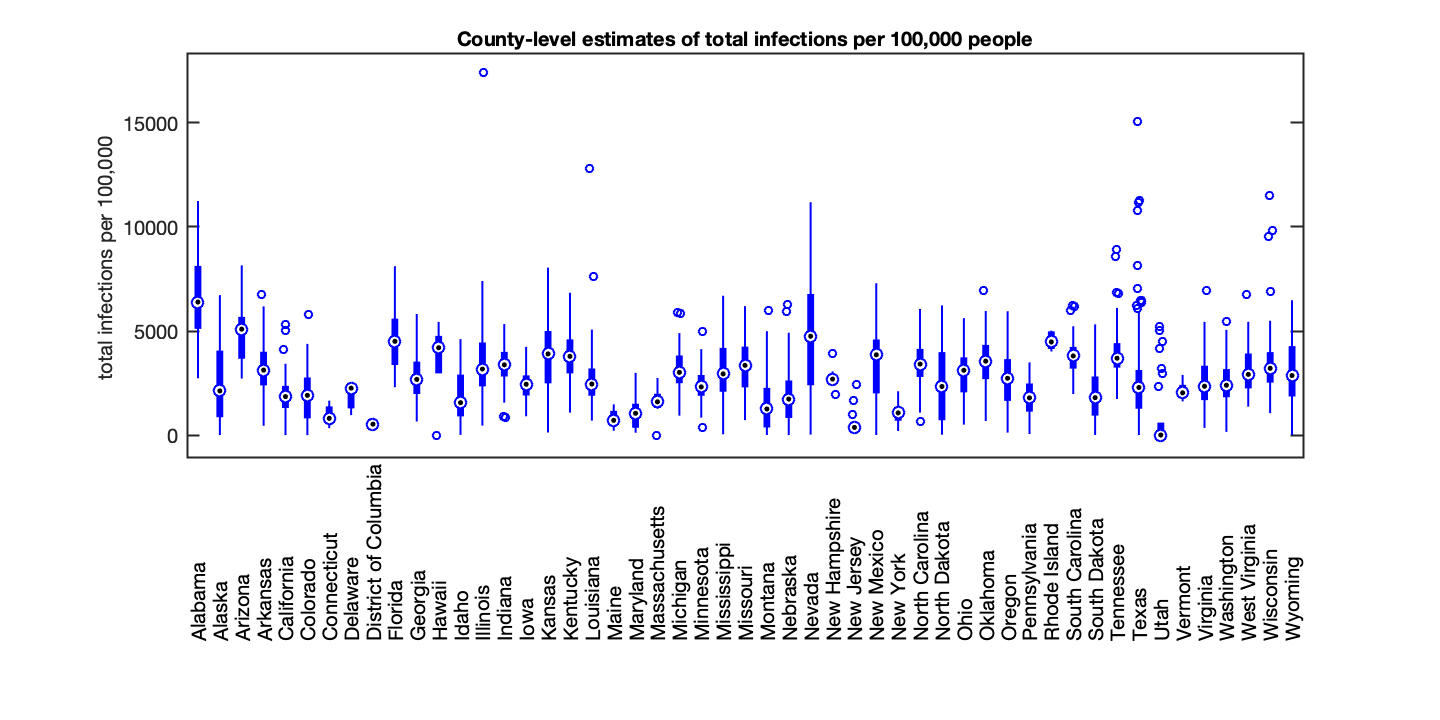 County-level estimates of total infections per 100,000 people
total infections per 100,000
15000
10000
5000
0
Alabama
Alaska
Arizona
Arkansas
California
Colorado
Connecticut
Delaware
District of Columbia
Florida
Georgia
Hawaii
Idaho
Illinois
Indiana
Iowa
Kansas
Kentucky
Louisiana
Maine
Maryland
Massachusetts
Michigan
Minnesota
Mississippi
Missouri
Montana
Nebraska
Nevada
New Hampshire
New Jersey
New Mexico
New York
North Carolina
North Dakota
Ohio
Oklahoma
Oregon
Pennsylvania
Rhode Island
South Carolina
South Dakota
Tennessee
Texas
Utah
Vermont
Virginia
Washington
West Virginia
Wisconsin
Wyoming